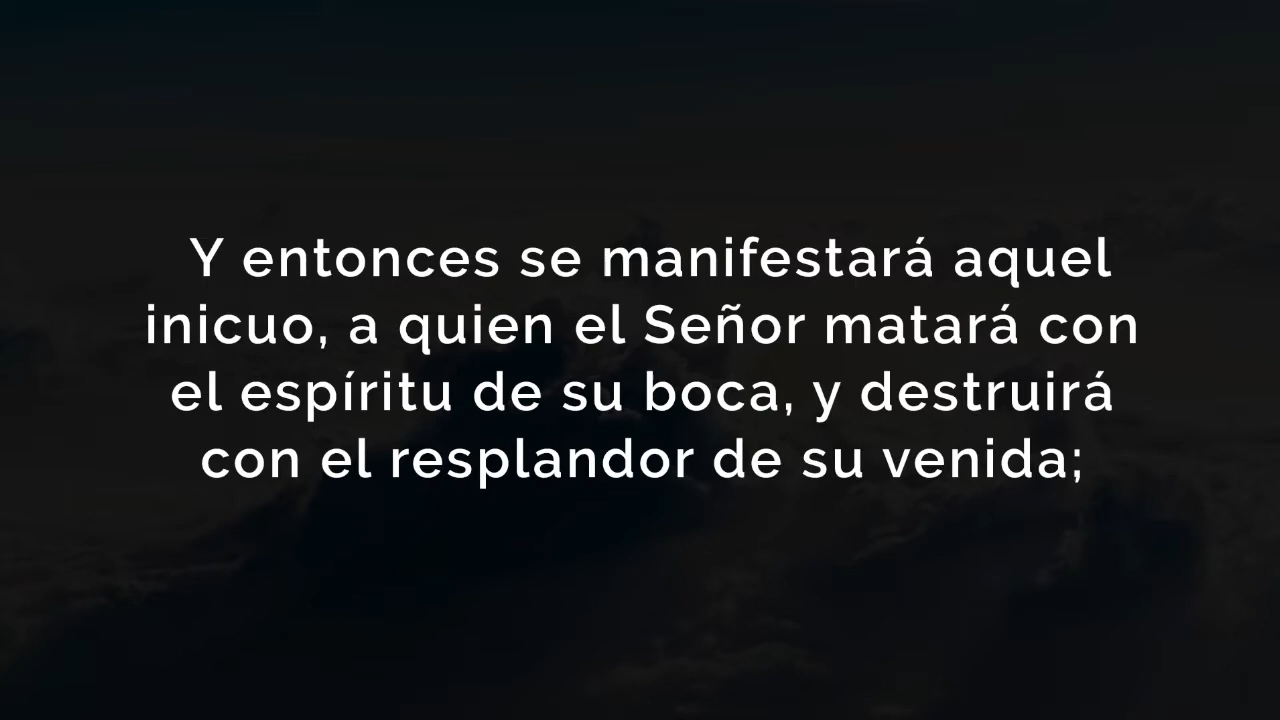 Y entonces se manifestará aquel
inicuo, a quien el Señor matará con
el espíritu de su boca, y destruirá
con el resplandor de su venida;